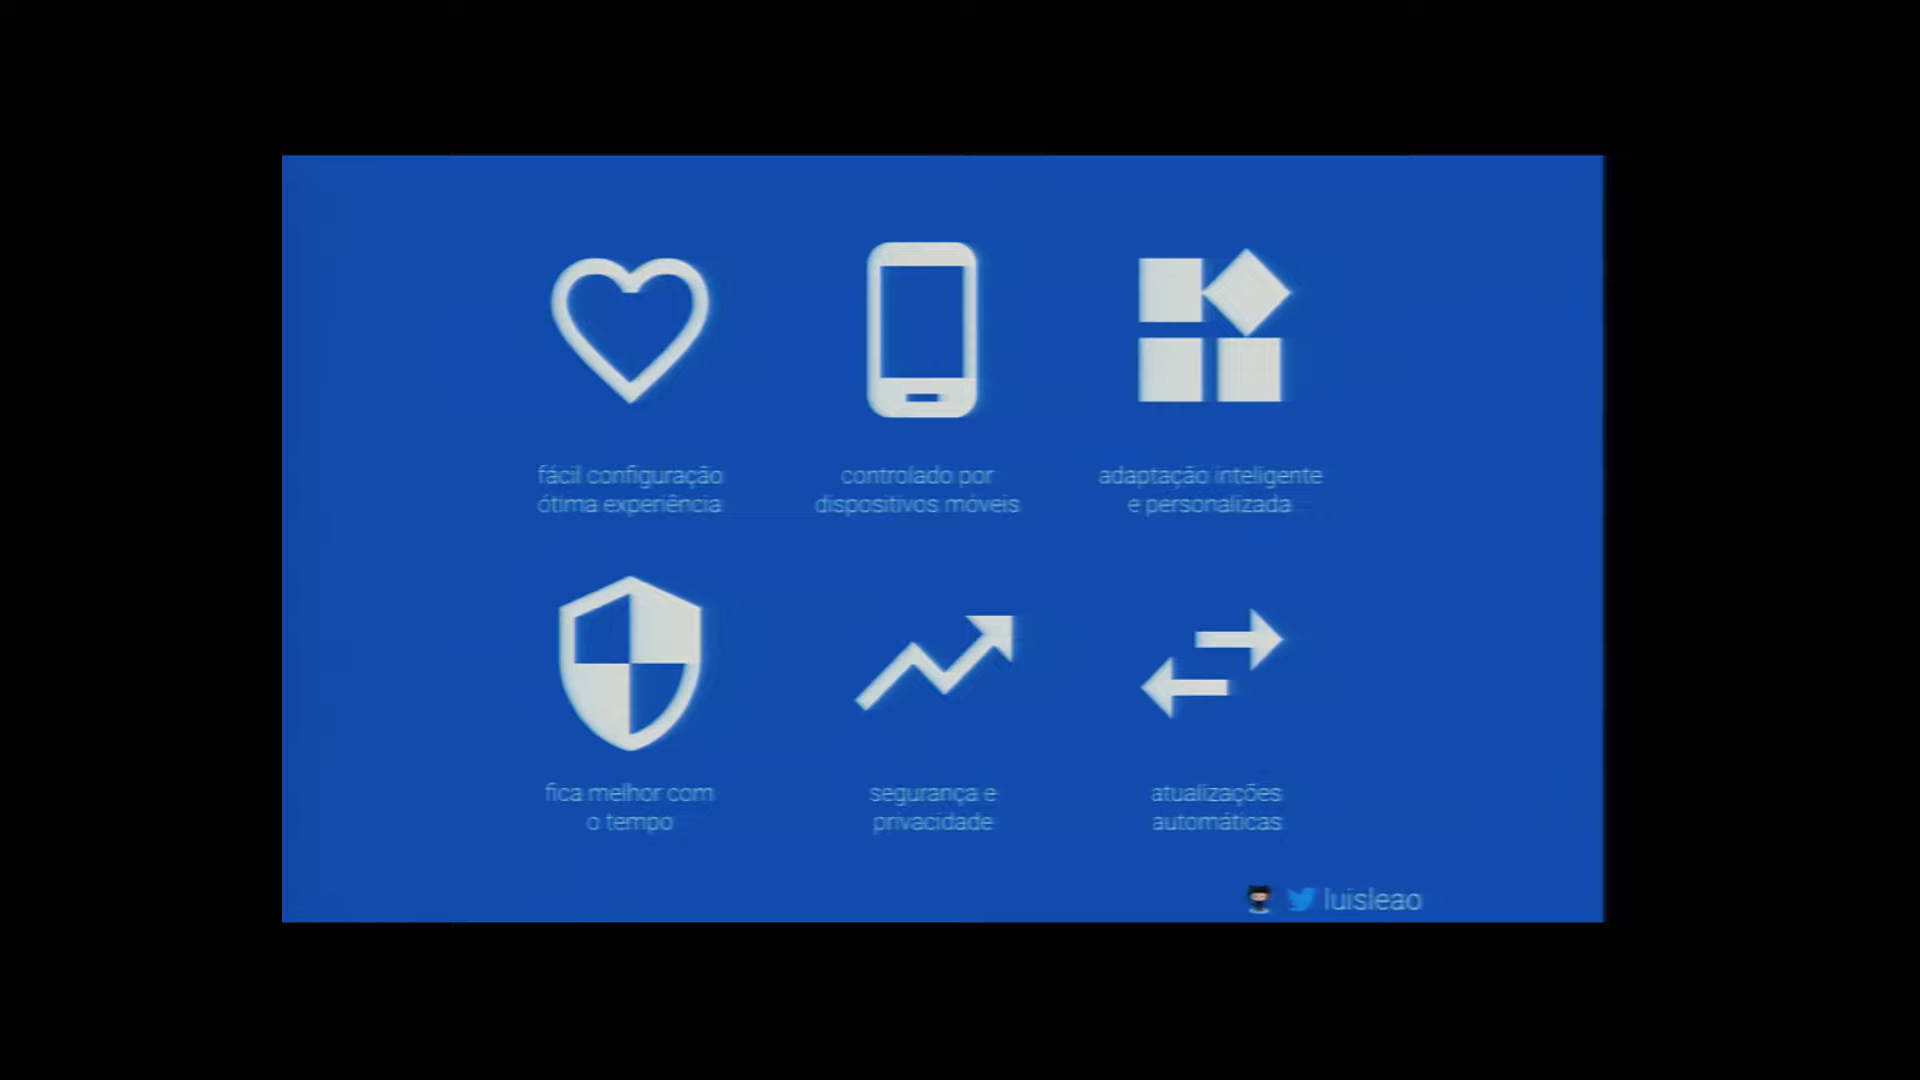 fácil configuração
ótima experiência
controlado por
dispositivos móveis
adaptação inteligente
e personalizada
fica melhor com
o tempo
segurança e
privacidade
atualizações
automáticas
luisleao